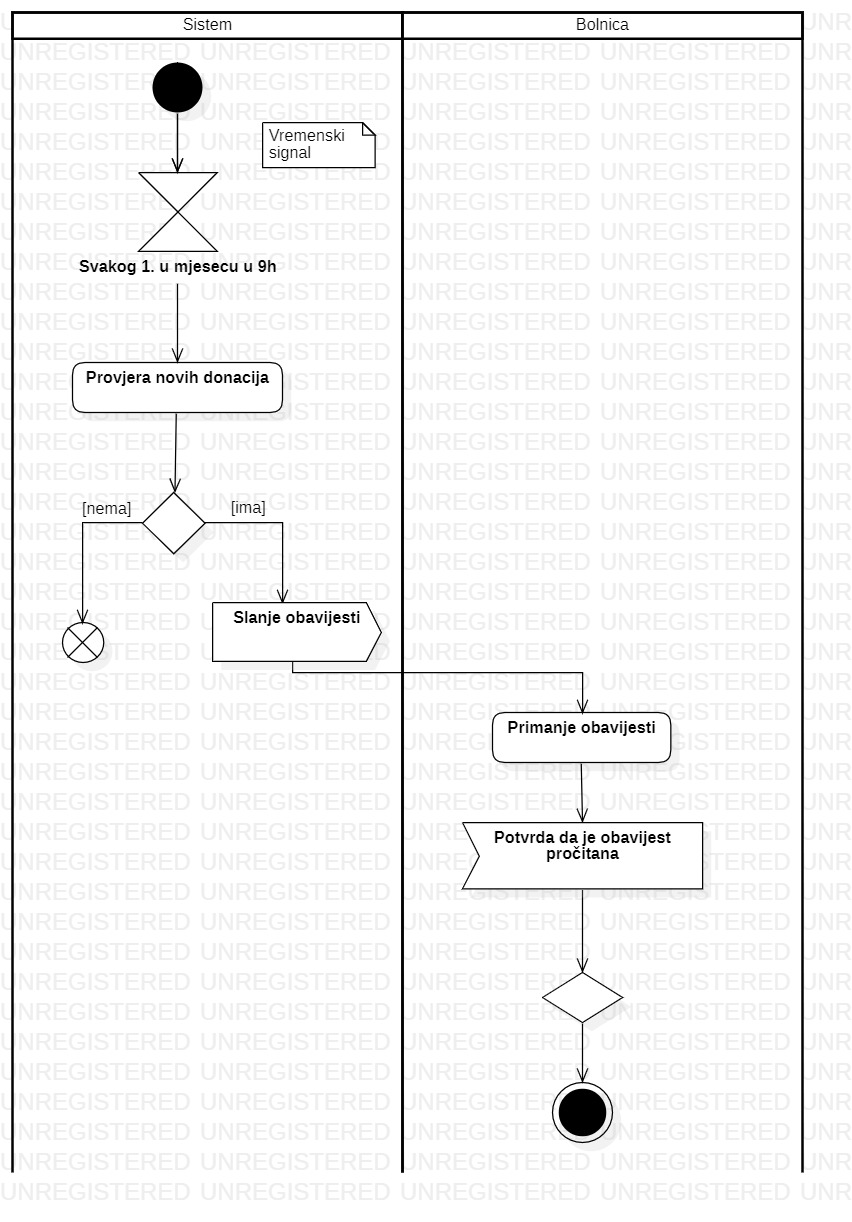 Sistem
Bolnica
Vremenski
signal
Svakog 1. u mjesecu u 9h
Provjera novih donacija
[nema]
[ima]
Slanje obavijesti
Primanje obavijesti
Potvrda da je obavijest
pročitana
UNREGISTERED UNREGISTERED UNREGISTERED UNREGISTERED UNR